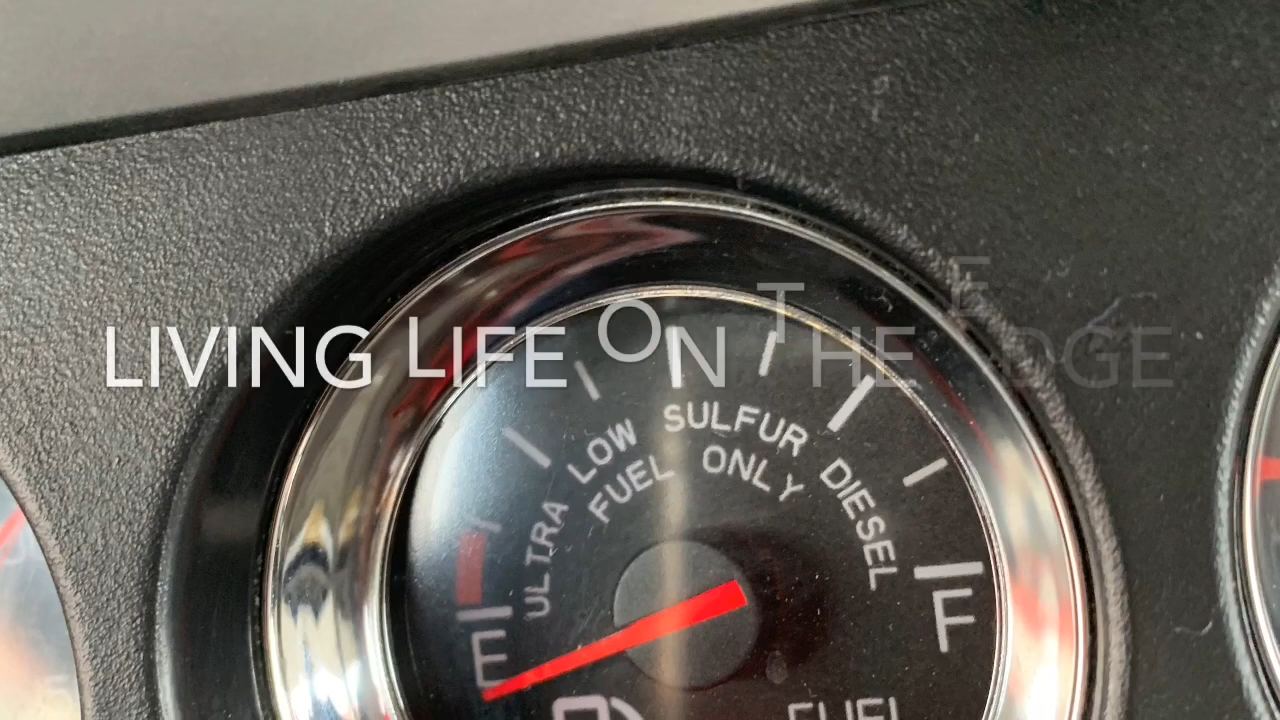 LIVING LIFE ON THE EDGE
ULTRA LOW SULFUR DIESEL
FUEL ONLY
E
F
FUEL